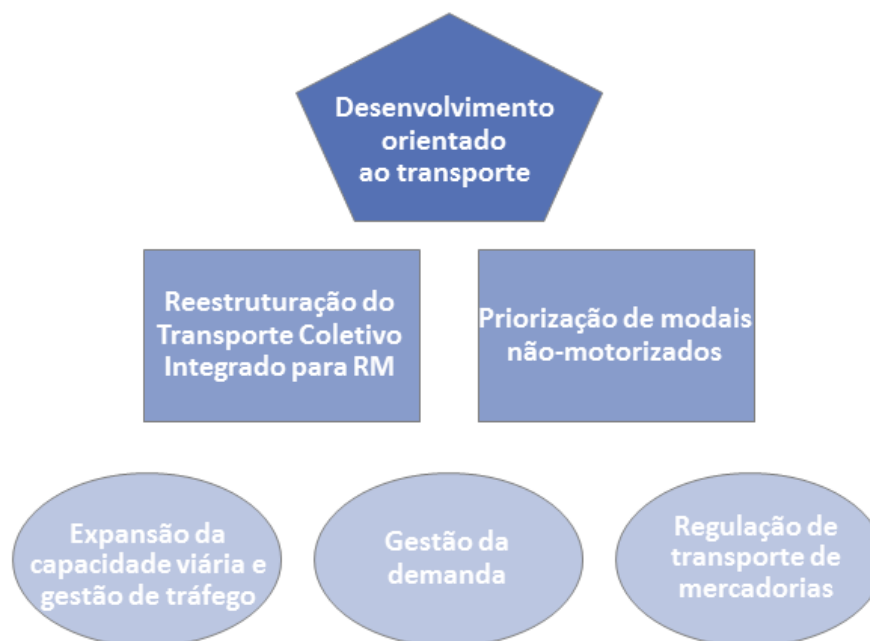 Desenvolvimento
orientado
ao transporte
Reestruturação do
Transporte Coletivo
Integrado para RM
Priorização de modais
não-motorizados
Expansão da
capacidade viária e
gestão de tráfego
Gestão da
demanda
Regulação de
transporte de
mercadorias